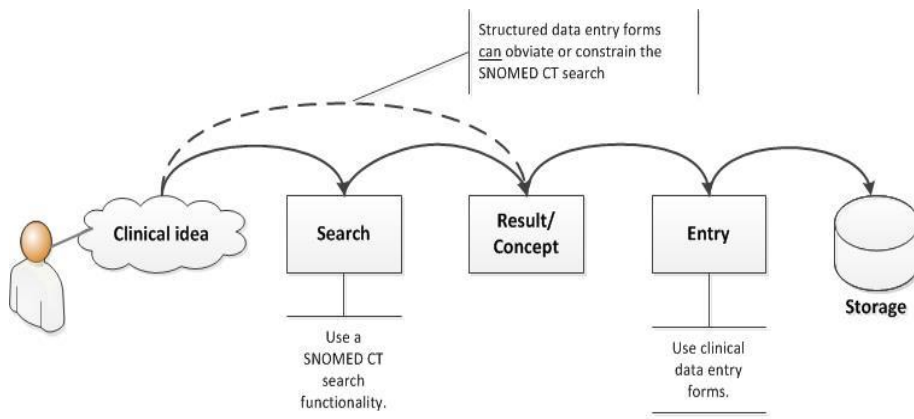 Structured data entry forms
can obviate or constrain the
SNOMED CT search
Clinical idea
Search
Result/
Concept
Entry
Storage
Use a
SNOMED CT
search
functionality.
Use clinical
data entry
forms.